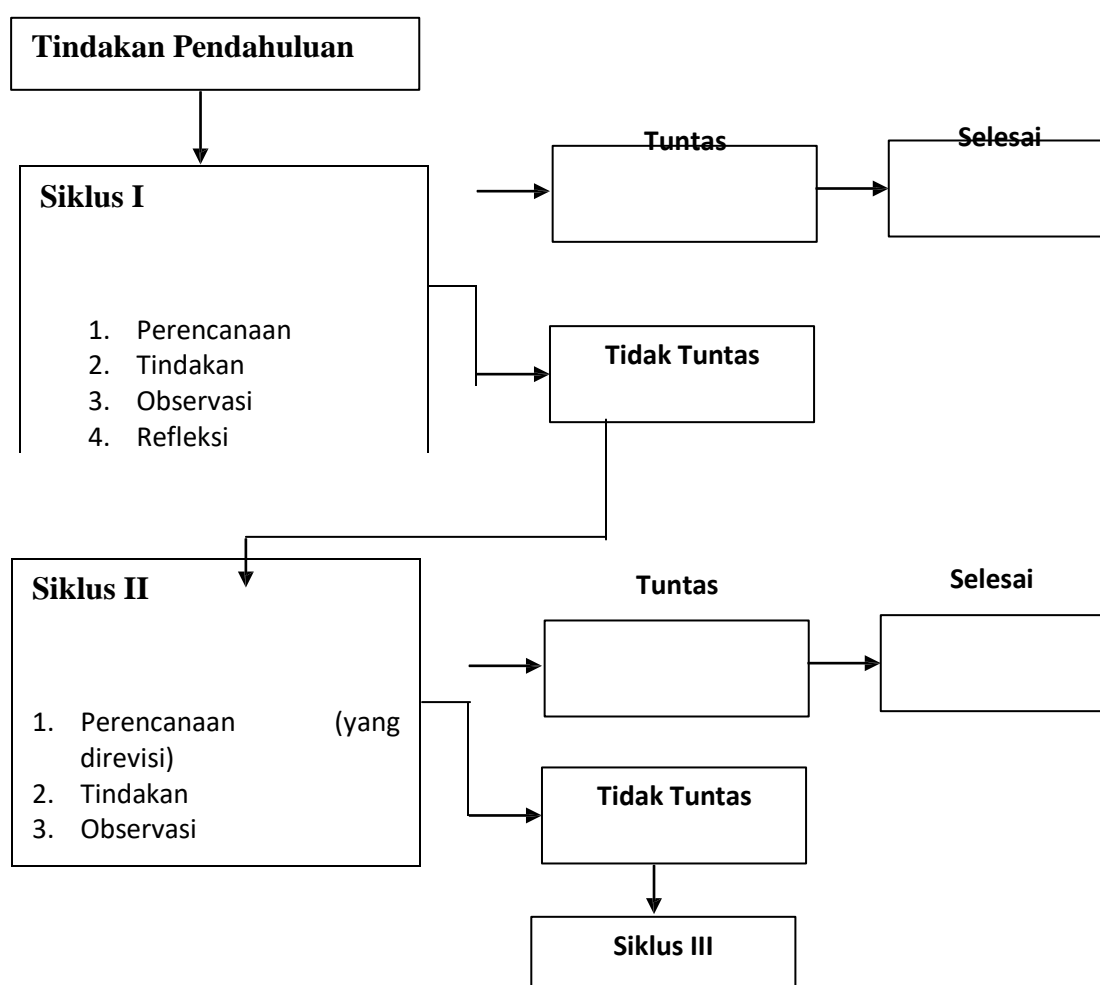 Tindakan Pendahuluan
Tuntas
Selesai
Siklus I
1. Perencanaan
2. Tindakan
3. Observasi
4. Refleksi
Tidak Tuntas
Siklus II
Tuntas
Selesai
1. Perencanaan (yang
direvisi)
2. Tindakan
3. Observasi
Tidak Tuntas
Siklus III